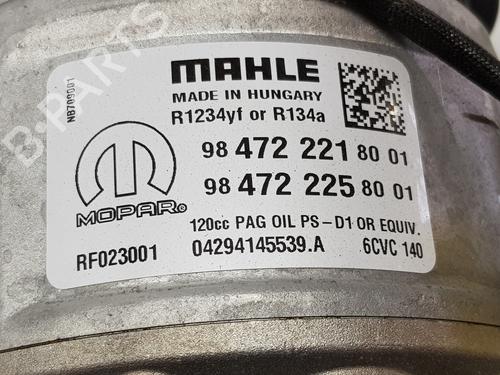 MAHLE
MADE IN HUNGARY
R1234yf or R134a
NB709001
98 472 221 80 01
98 472 225 80 01
MOPAR®
120cc PAG OIL PS-D1 OR EQUIV.
RF023001 04294145539.A 6CVC 140
B-PARTS